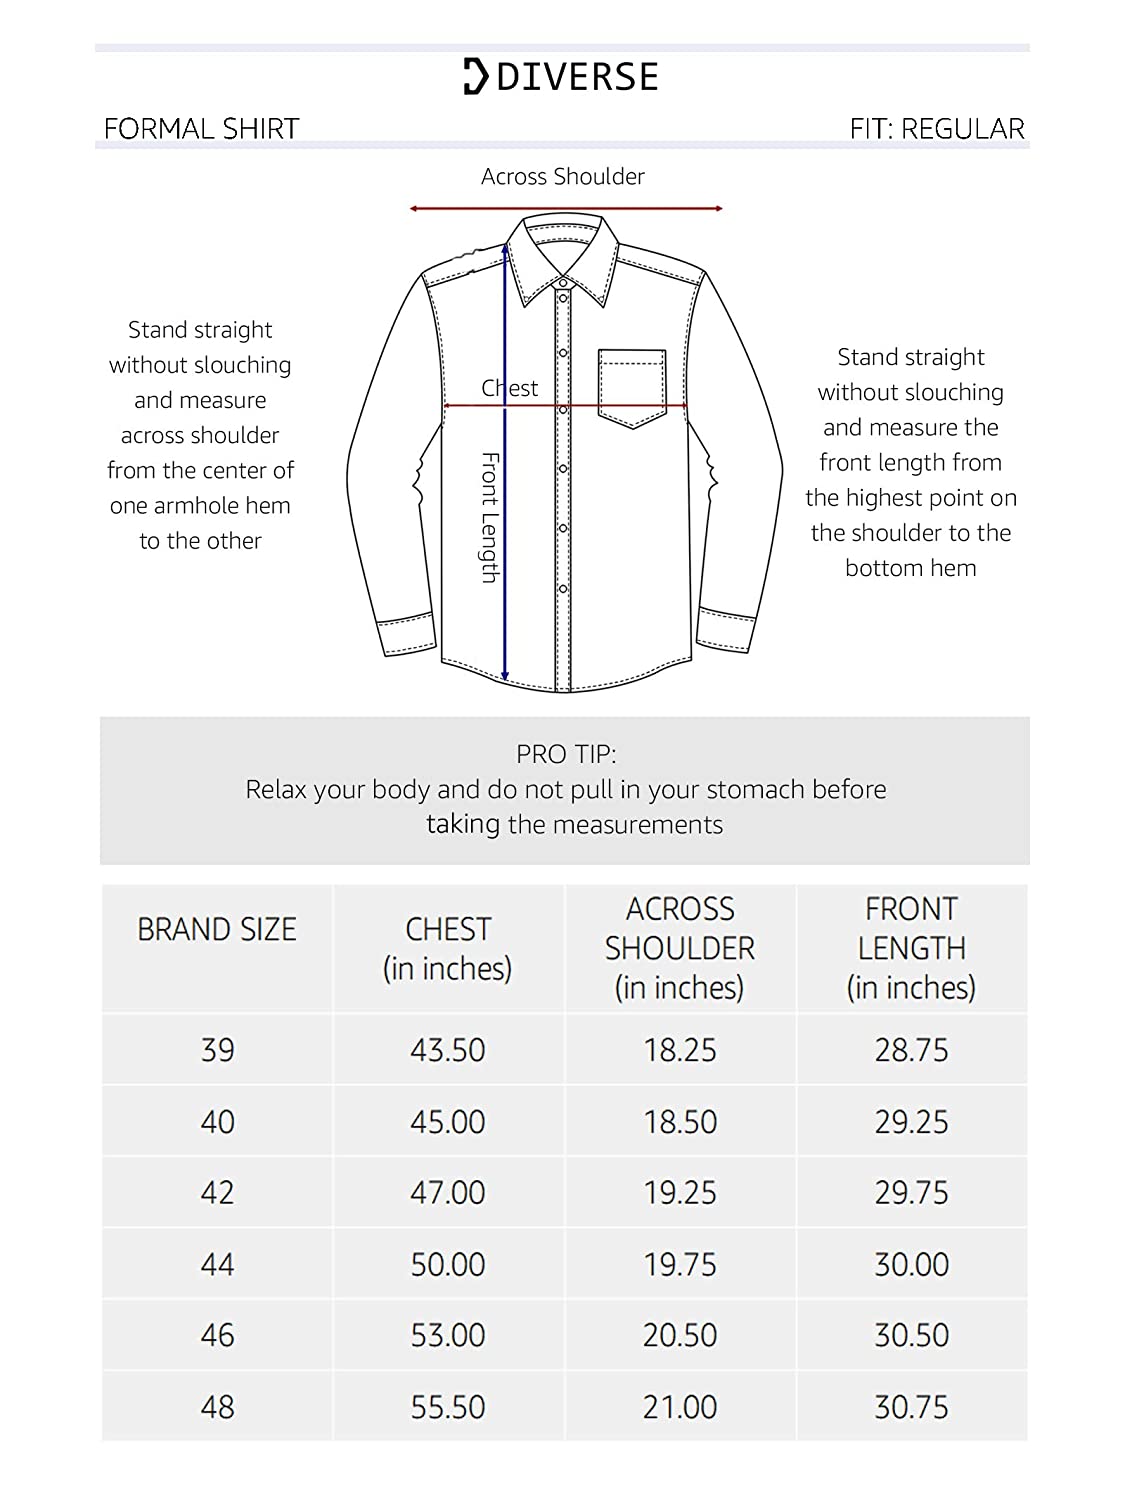 DIVERSE
FORMAL SHIRT
FIT: REGULAR
Across Shoulder
Stand straight
without slouching
and measure
across shoulder
from the center of
one armhole hem
to the other
Chest
Front Length
Stand straight
without slouching
and measure the
front length from
the highest point on
the shoulder to the
bottom hem
PRO TIP:
Relax your body and do not pull in your stomach before
taking the measurements
BRAND SIZE
CHEST
(in inches)
ACROSS
SHOULDER
(in inches)
FRONT
LENGTH
(in inches)
39 43.50 18.25 28.75
40 45.00 18.50 29.25
42 47.00 19.25 29.75
44 50.00 19.75 30.00
46 53.00 20.50 30.50
48 55.50 21.00 30.75